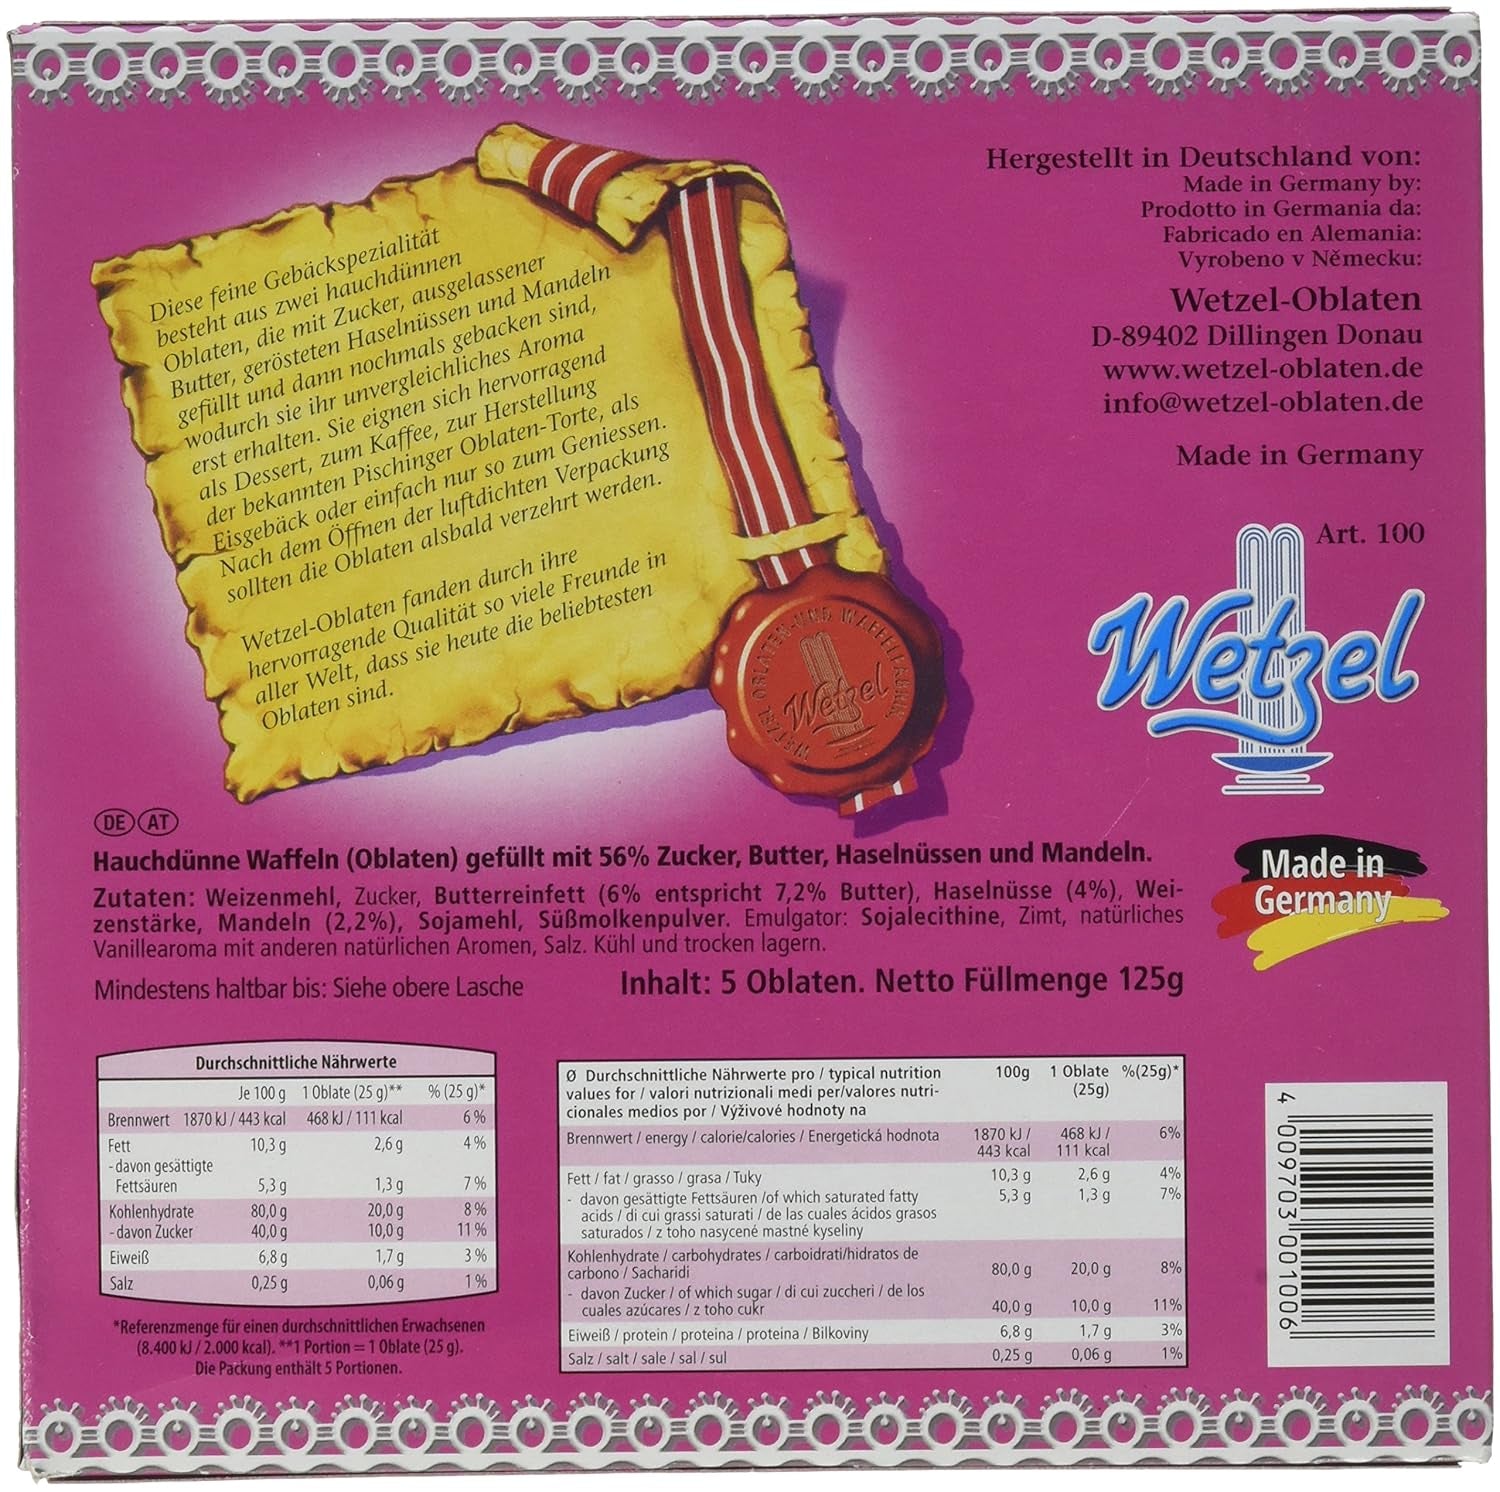 Diese feine Gebäckspezialität
besteht aus zwei hauchdünnen
Oblaten, die mit Zucker, ausgelassener
Butter, gerösteten Haselnüssen und Mandeln
gefüllt und dann nochmals gebacken sind,
wodurch sie ihr unvergleichliches Aroma
erst erhalten. Sie eignen sich hervorragend
als Dessert, zum Kaffee, zur Herstellung
der bekannten Pischinger Oblaten-Torte, als
Eisgebäck oder einfach nur so zum Geniessen.
Nach dem Öffnen der luftdichten Verpackung
sollten die Oblaten alsbald verzehrt werden.
Wetzel-Oblaten fanden durch ihre
hervorragende Qualität so viele Freunde in
aller Welt, dass sie heute die beliebtesten
Oblaten sind.
WETZEL OBLATEN-UND WAFFELFABRIK
Wetzel
Hergestellt in Deutschland von:
Made in Germany by:
Prodotto in Germania da:
Fabricado en Alemania:
Vyrobeno v Německu:
Wetzel-Oblaten
D-89402 Dillingen Donau
www.wetzel-oblaten.de
info@wetzel-oblaten.de
Made in Germany
Art. 100
Wetzel
Made in
Germany
DE AT
Hauchdünne Waffeln (Oblaten) gefüllt mit 56% Zucker, Butter, Haselnüssen und Mandeln.
Zutaten: Weizenmehl, Zucker, Butterreinfett (6% entspricht 7,2% Butter), Haselnüsse (4%), Wei-
zenstärke, Mandeln (2,2%), Sojamehl, Süßmolkenpulver. Emulgator: Sojalecithine, Zimt, natürliches
Vanillearoma mit anderen natürlichen Aromen, Salz. Kühl und trocken lagern.
Mindestens haltbar bis: Siehe obere Lasche
Inhalt: 5 Oblaten. Netto Füllmenge 125g
Durchschnittliche Nährwerte
Je 100 g 1 Oblate (25 g)** % (25 g)*
Brennwert 1870 kJ / 443 kcal 468 kJ / 111 kcal 6 %
Fett 10,3 g 2,6 g 4 %
- davon gesättigte
Fettsäuren 5,3 g 1,3 g 7 %
Kohlenhydrate 80,0 g 20,0 g 8 %
- davon Zucker 40,0 g 10,0 g 11 %
Eiweiß 6,8 g 1,7 g 3 %
Salz 0,25 g 0,06 g 1 %
*Referenzmenge für einen durchschnittlichen Erwachsenen
(8.400 kJ / 2.000 kcal). **1 Portion = 1 Oblate (25 g).
Die Packung enthält 5 Portionen.
Ø Durchschnittliche Nährwerte pro / typical nutrition 100g 1 Oblate %(25g)*
values for / valori nutrizionali medi per/valores nutri- (25g)
cionales medios por / Výživové hodnoty na
Brennwert / energy / calorie/calories / Energetická hodnota 1870 kJ / 468 kJ / 6%
443 kcal 111 kcal
Fett / fat / grasso / grasa / Tuky 10,3 g 2,6 g 4%
- davon gesättigte Fettsäuren /of which saturated fatty 5,3 g 1,3 g 7%
acids / di cui grassi saturati / de las cuales ácidos grasos
saturados / z toho nasycené mastné kyseliny
Kohlenhydrate / carbohydrates / carboidrati/hidratos de
carbono / Sacharidi 80,0 g 20,0 g 8%
- davon Zucker / of which sugar / di cui zuccheri / de los
cuales azúcares / z toho cukr 40,0 g 10,0 g 11%
Eiweiß / protein / proteina / proteina / Bilkoviny 6,8 g 1,7 g 3%
Salz / salt / sale / sal / sul 0,25 g 0,06 g 1%
4 009703 001006